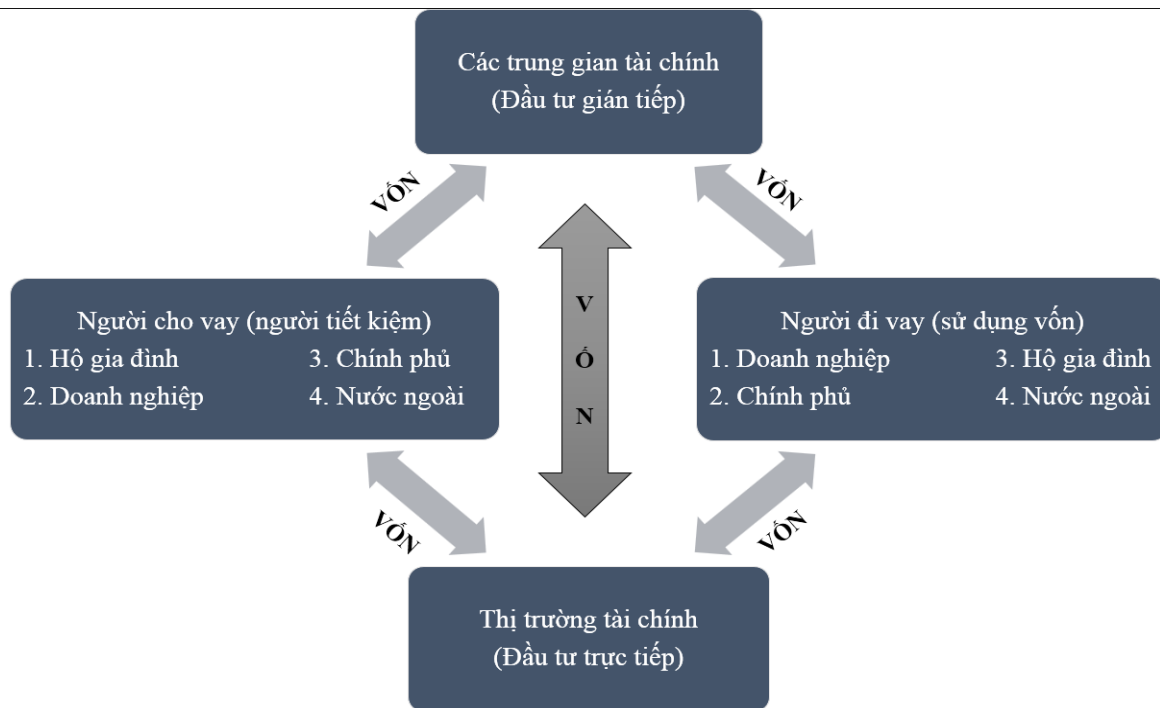 Các trung gian tài chính
(Đầu tư gián tiếp)
VỐN
VỐN
Người cho vay (người tiết kiệm)
1. Hộ gia đình
3. Chính phủ
2. Doanh nghiệp
4. Nước ngoài
V
Ố
N
Người đi vay (sử dụng vốn)
1. Doanh nghiệp
3. Hộ gia đình
2. Chính phủ
4. Nước ngoài
VỐN
VỐN
Thị trường tài chính
(Đầu tư trực tiếp)